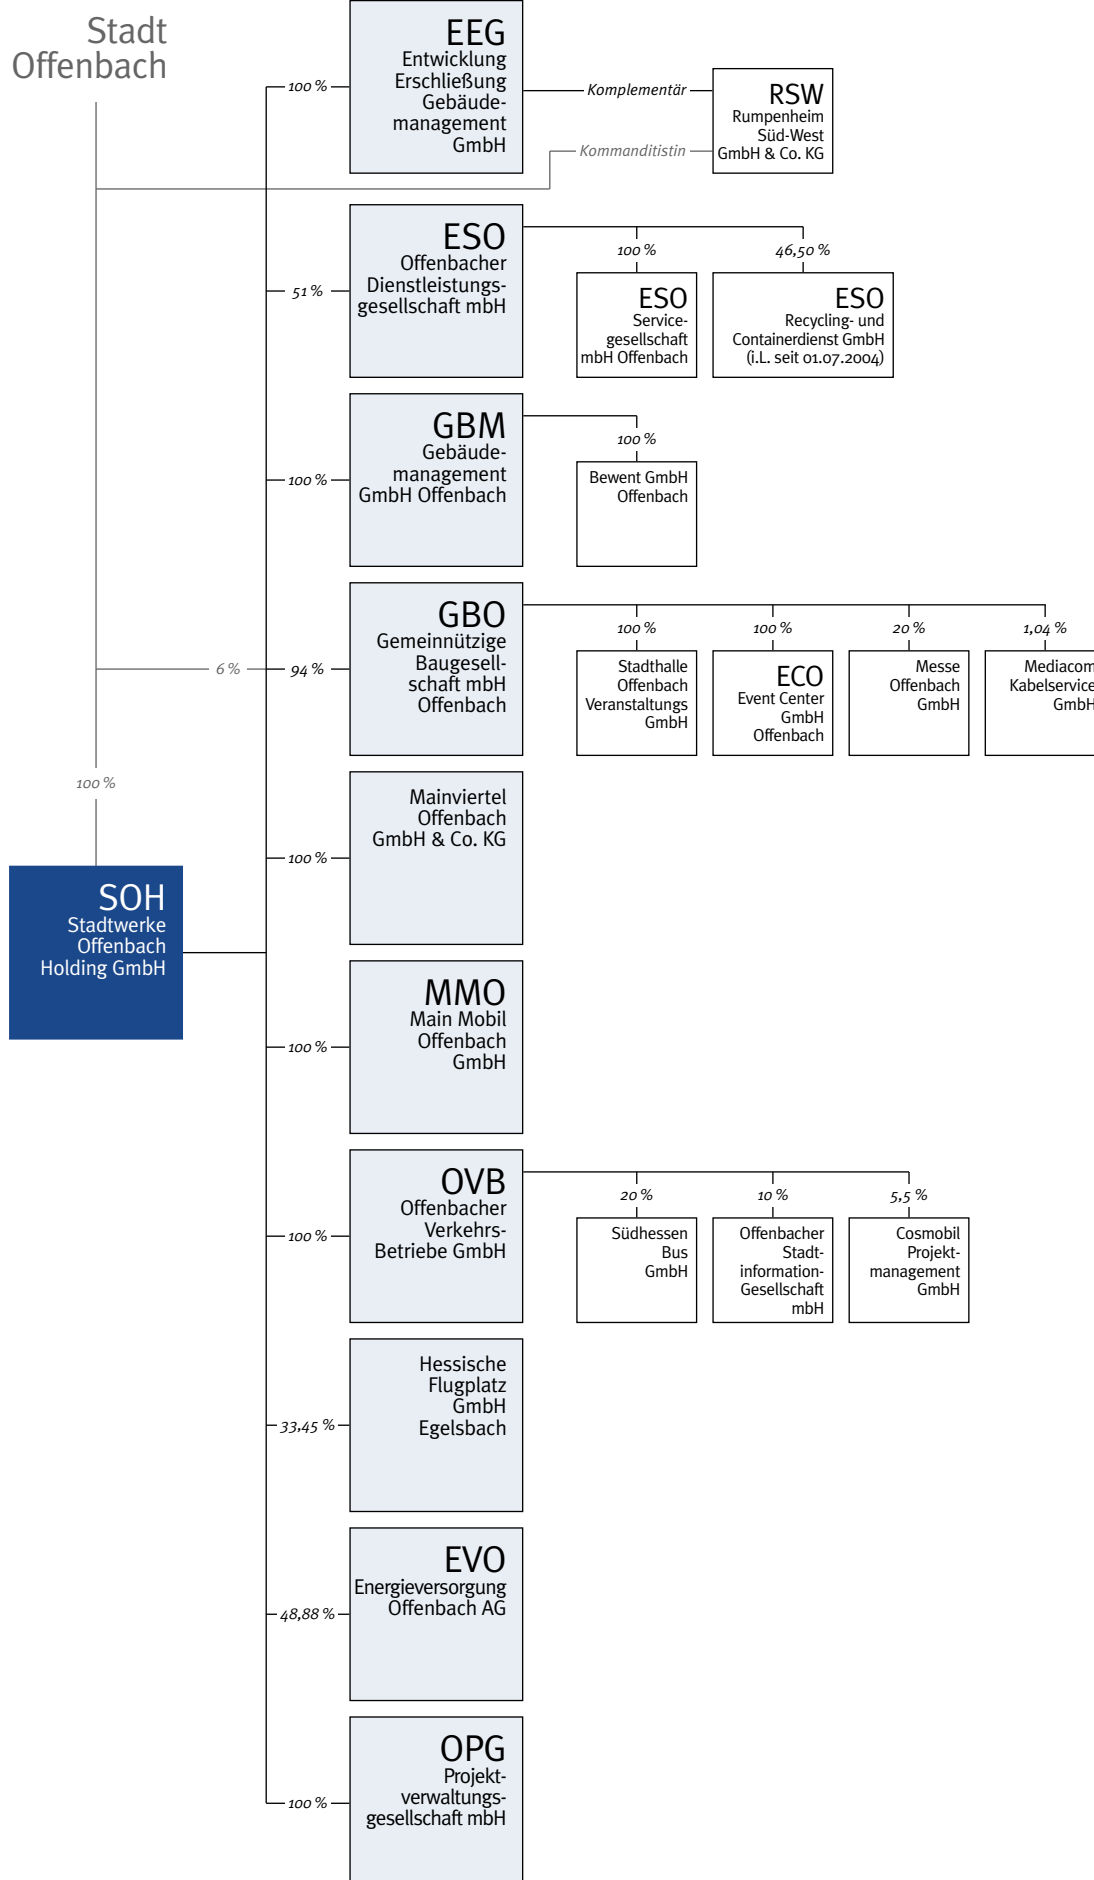 Stadt
Offenbach
100 %
SOH
Stadtwerke
Offenbach
Holding GmbH
100 %
EEG
Entwicklung
Erschließung
Gebäude-
management
GmbH
Komplementär
Kommanditistin
RSW
Rumpenheim
Süd-West
GmbH & Co. KG
51 %
ESO
Offenbacher
Dienstleistungs-
gesellschaft mbH
100 %
ESO
Service-
gesellschaft
mbH Offenbach
46,50 %
ESO
Recycling- und
Containerdienst GmbH
(i.L. seit 01.07.2004)
100 %
GBM
Gebäude-
management
GmbH Offenbach
100 %
Bewent GmbH
Offenbach
6 %
94 %
GBO
Gemeinnützige
Baugesell-
schaft mbH
Offenbach
100 %
Stadthalle
Offenbach
Veranstaltungs
GmbH
100 %
ECO
Event Center
GmbH
Offenbach
20 %
Messe
Offenbach
GmbH
1,04 %
Mediacom
Kabelservice
GmbH
100 %
Mainviertel
Offenbach
GmbH & Co. KG
100 %
MMO
Main Mobil
Offenbach
GmbH
100 %
OVB
Offenbacher
Verkehrs-
Betriebe GmbH
20 %
Südhessen
Bus
GmbH
10 %
Offenbacher
Stadt-
information-
Gesellschaft
mbH
5,5 %
Cosmobil
Projekt-
management
GmbH
33,45 %
Hessische
Flugplatz
GmbH
Egelsbach
48,88 %
EVO
Energieversorgung
Offenbach AG
100 %
OPG
Projekt-
verwaltungs-
gesellschaft mbH